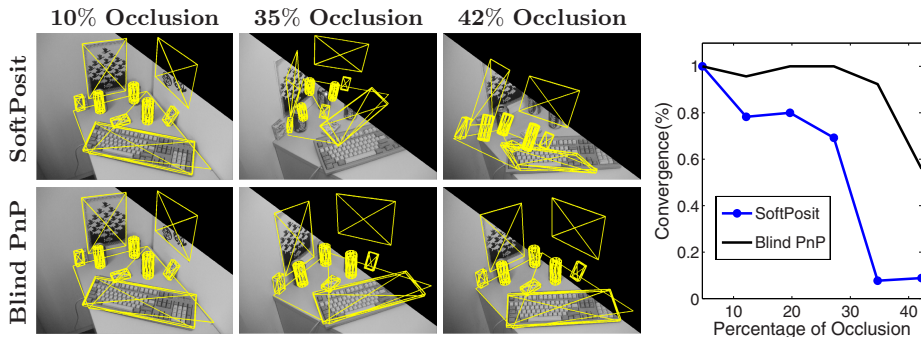 10% Occlusion
35% Occlusion
42% Occlusion
SoftPosit
Blind PnP
Convergence(%)
1
0.8
0.6
0.4
0.2
0
SoftPosit
Blind PnP
10
20
30
40
Percentage of Occlusion